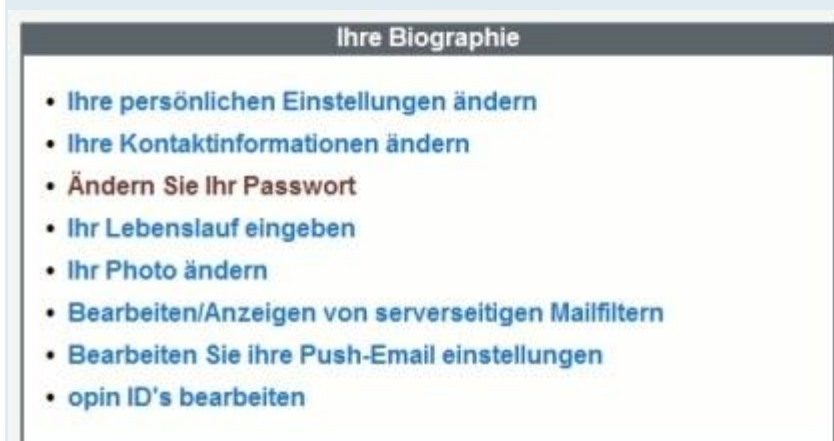 Ihre Biographie
Ihre persönlichen Einstellungen ändern
Ihre Kontaktinformationen ändern
Ändern Sie Ihr Passwort
Ihr Lebenslauf eingeben
Ihr Photo ändern
Bearbeiten/Anzeigen von serverseitigen Mailfiltern
Bearbeiten Sie ihre Push-Email einstellungen
opin ID's bearbeiten